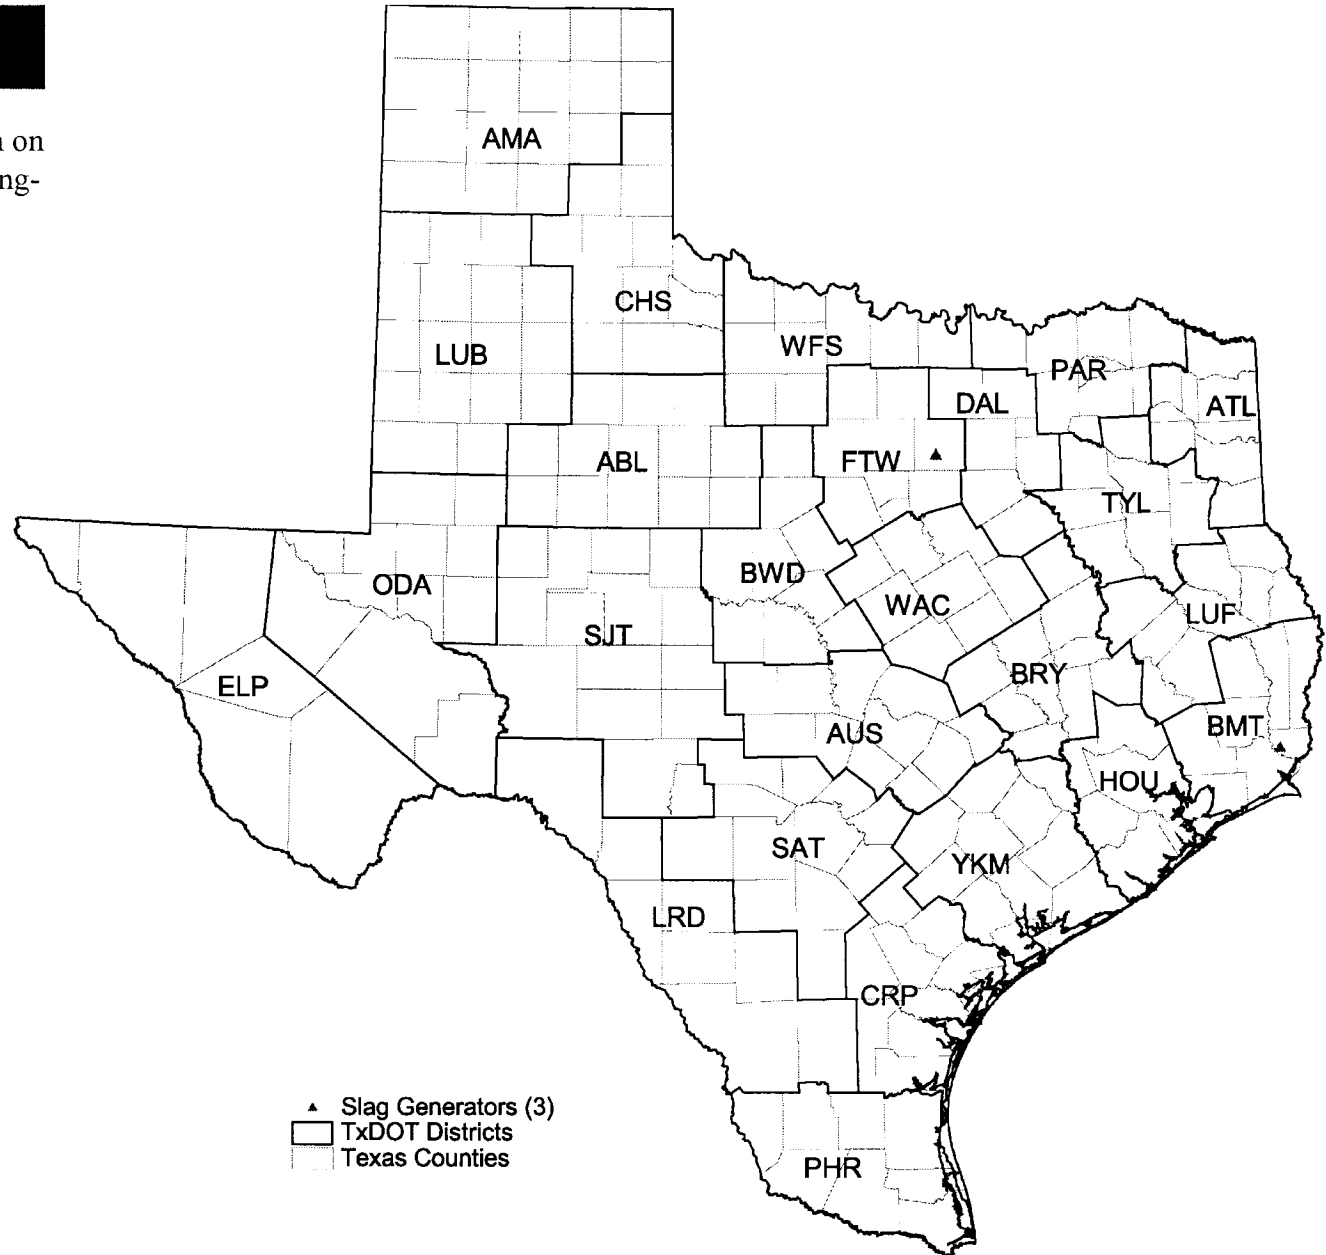 n on
ng-
AMA
CHS
LUB
WFS
PAR
DAL
ATL
ABL
FTW
TYL
ODA
BWD
WAC
LUF
SJT
ELP
BRY
BMT
AUS
HOU
SAT
YKM
LRD
CRP
Slag Generators (3)
TxDOT Districts
Texas Counties
PHR